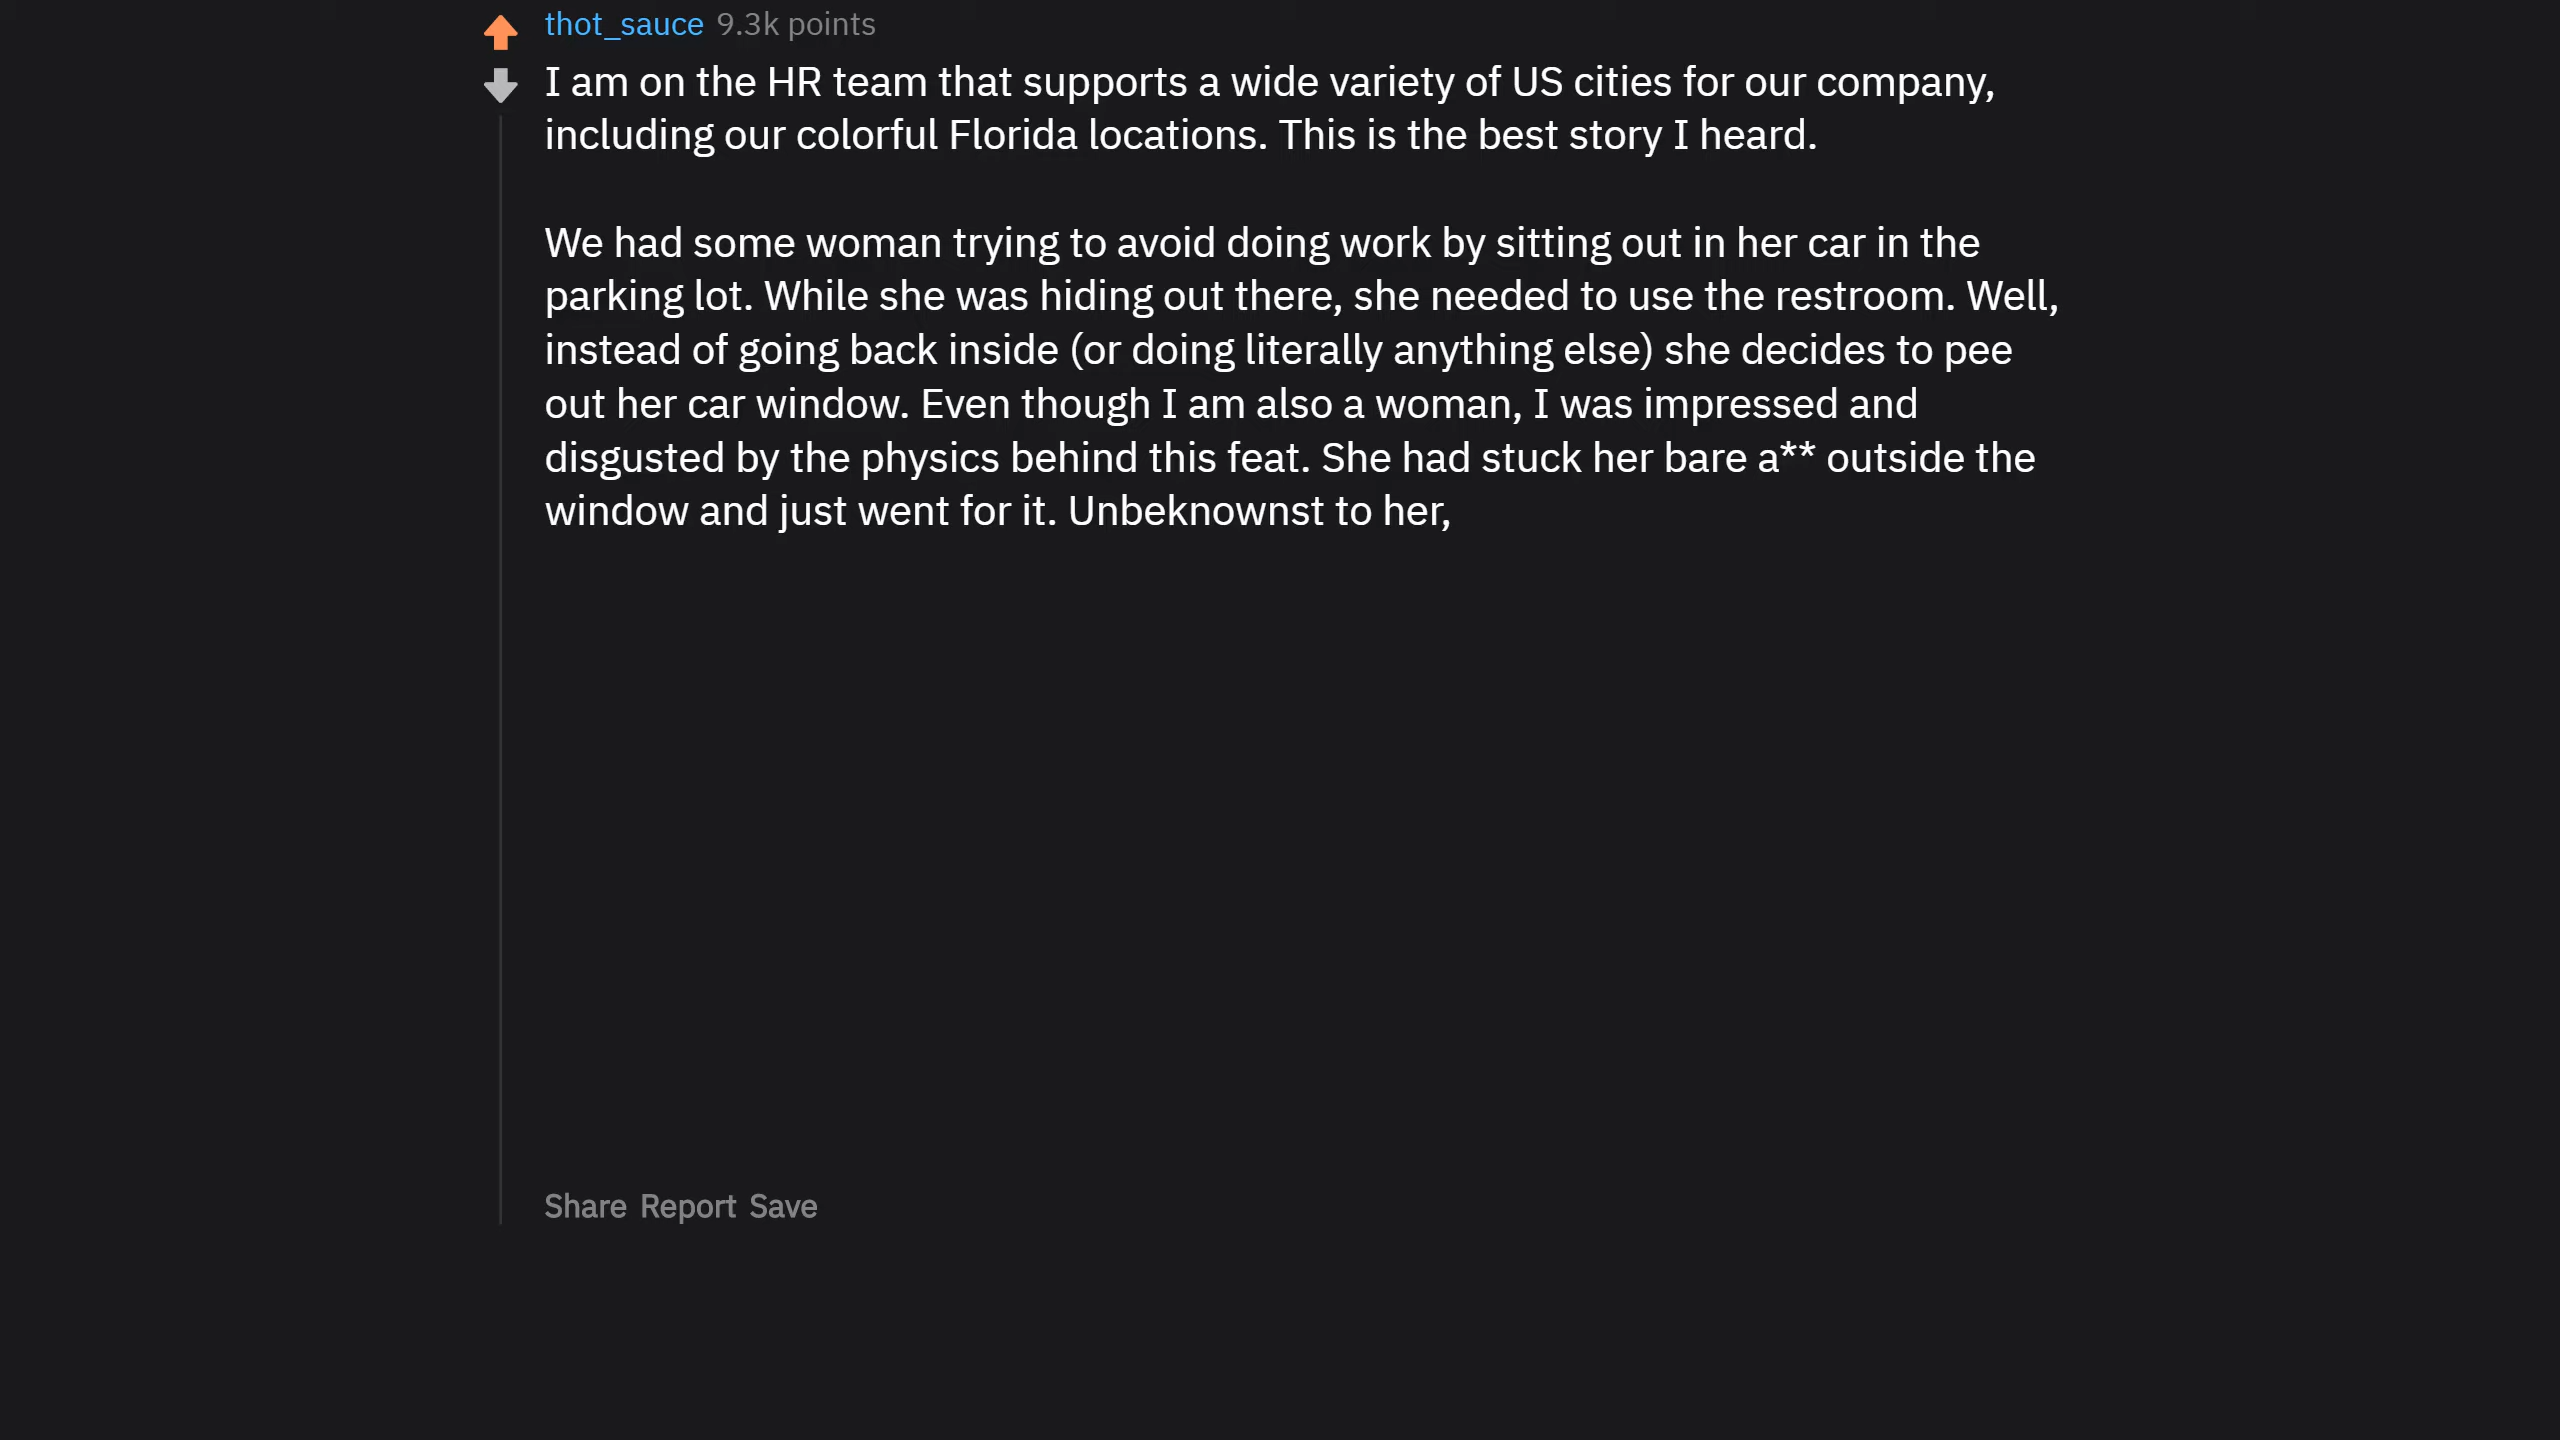 thot_sauce 9.3k points
I am on the HR team that supports a wide variety of US cities for our company,
including our colorful Florida locations. This is the best story I heard.
We had some woman trying to avoid doing work by sitting out in her car in the
parking lot. While she was hiding out there, she needed to use the restroom. Well,
instead of going back inside (or doing literally anything else) she decides to pee
out her car window. Even though I am also a woman, I was impressed and
disgusted by the physics behind this feat. She had stuck her bare a** outside the
window and just went for it. Unbeknownst to her,
Share Report Save